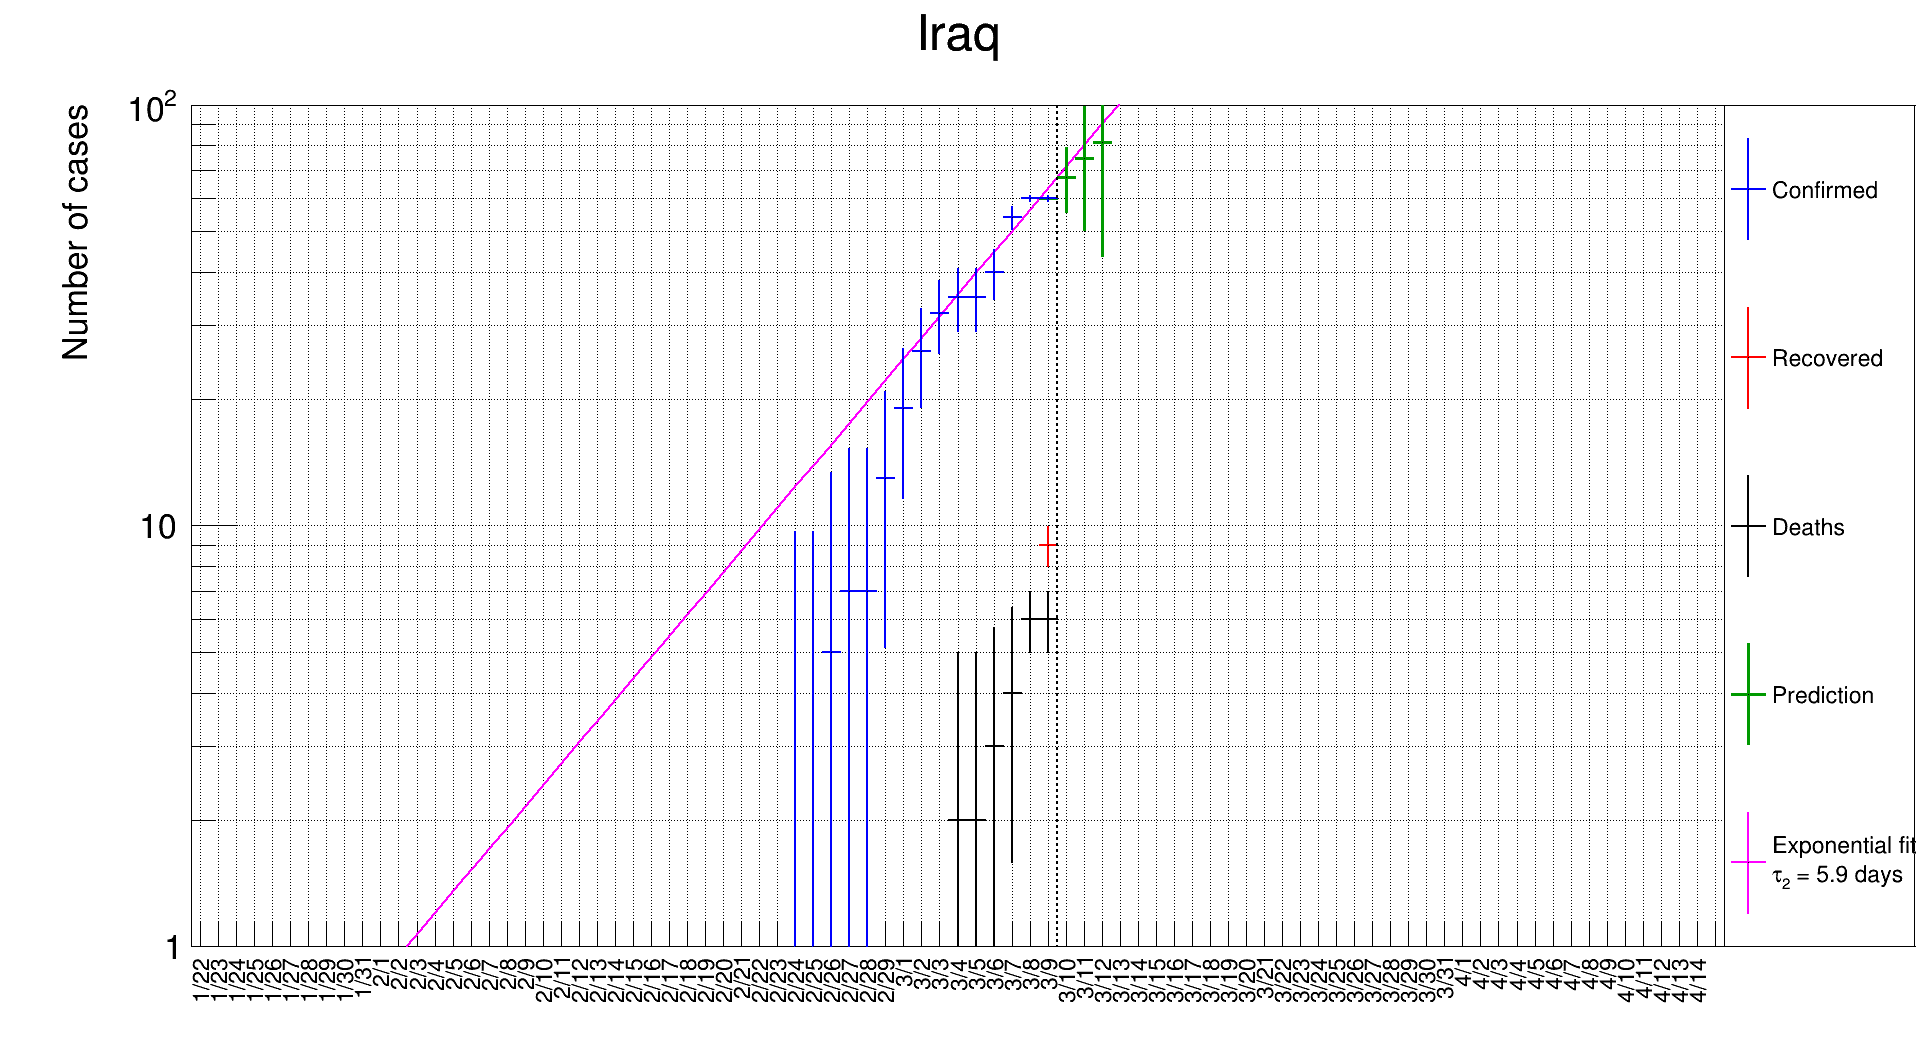 Iraq
Number of cases
10²
10
1
1/22 1/23 1/24 1/25 1/26 1/27 1/28 1/29 1/30 1/31 2/1 2/2 2/3 2/4 2/5 2/6 2/7 2/8 2/9 2/10 2/11 2/12 2/13 2/14 2/15 2/16 2/17 2/18 2/19 2/20 2/21 2/22 2/23 2/24 2/25 2/26 2/27 2/28 2/29 3/1 3/2 3/3 3/4 3/5 3/6 3/7 3/8 3/9 3/10 3/11 3/12 3/13 3/14 3/15 3/16 3/17 3/18 3/19 3/20 3/21 3/22 3/23 3/24 3/25 3/26 3/27 3/28 3/29 3/30 3/31 4/1 4/2 4/3 4/4 4/5 4/6 4/7 4/8 4/9 4/10 4/11 4/12 4/13 4/14
Confirmed
Recovered
Deaths
Prediction
Exponential fit
τ₂ = 5.9 days